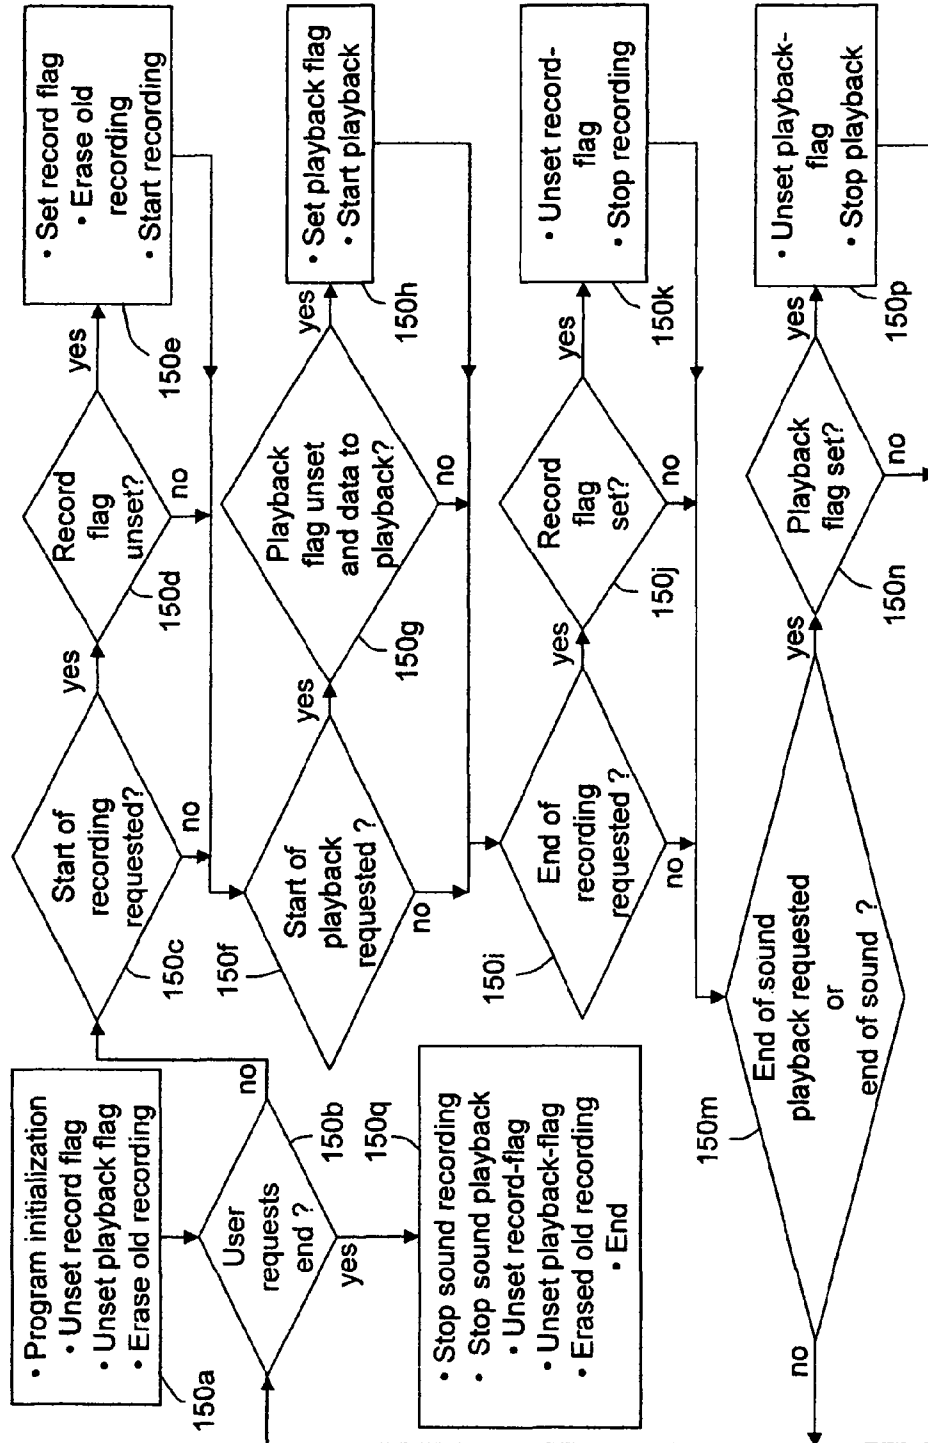 • Program initialization
• Unset record flag
• Unset playback flag
• Erase old recording
150a
User
requests
end ?
150b
no
yes
150q
• Stop sound recording
• Stop sound playback
• Unset record-flag
• Unset playback-flag
• Erased old recording
• End
Start of
recording
requested?
150c
yes
no
Record
flag
unset?
150d
yes
no
• Set record flag
• Erase old
recording
• Start recording
150e
Start of
playback
requested ?
150f
yes
no
Playback
flag unset
and data to
playback?
150g
yes
no
• Set playback flag
• Start playback
150h
End of
recording
requested ?
150i
yes
no
Record
flag
set?
150j
yes
no
• Unset record-
flag
• Stop recording
150k
End of sound
playback requested
or
end of sound ?
150m
yes
no
Playback
flag set?
150n
yes
no
• Unset playback-
flag
• Stop playback
150p